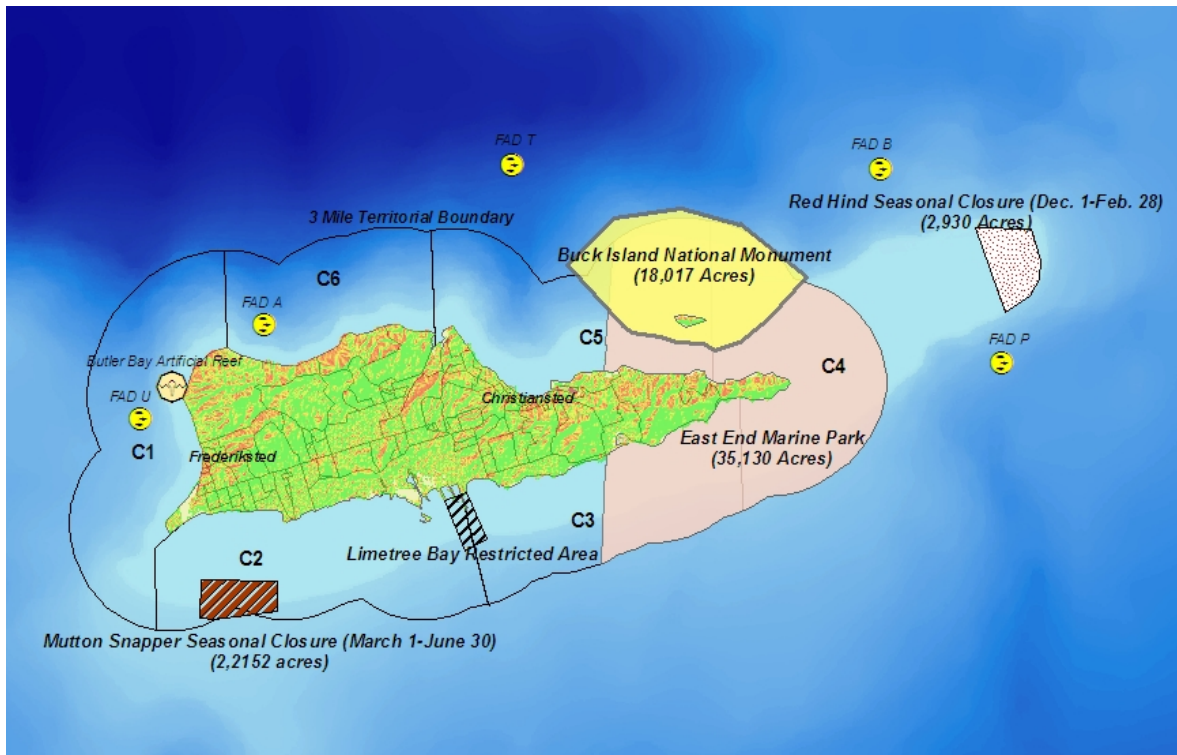 FAD T
FAD B
Red Hind Seasonal Closure (Dec. 1-Feb. 28)
(2,930 Acres)
3 Mile Territorial Boundary
Buck Island National Monument
(18,017 Acres)
C6
FAD A
C5
FAD P
Butler Bay Artificial Reef
C4
FAD U
Christiansted
C1
Frederiksted
East End Marine Park
(35,130 Acres)
C3
C2
Limetree Bay Restricted Area
Mutton Snapper Seasonal Closure (March 1-June 30)
(2,2152 acres)